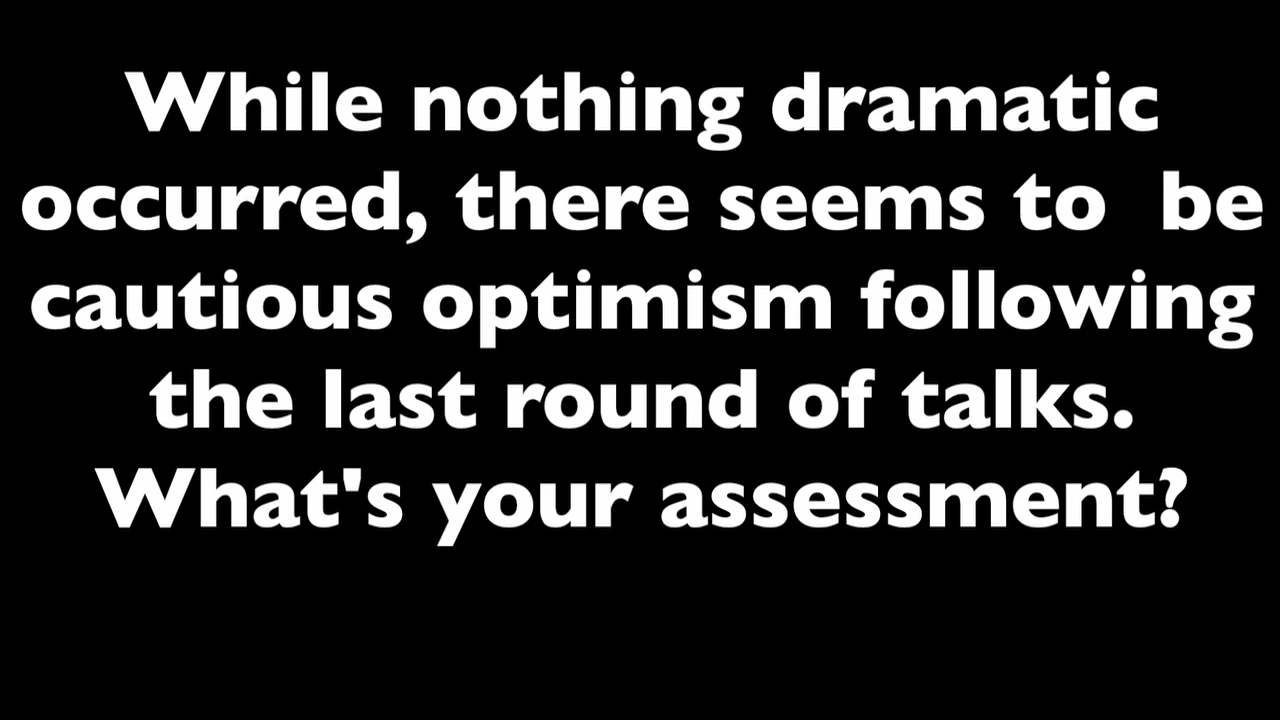 While nothing dramatic
occurred, there seems to  be
cautious optimism following
the last round of talks.
What's your assessment?